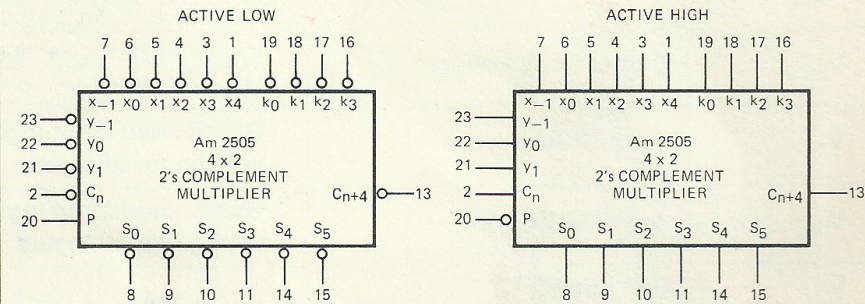 ACTIVE LOW
7 6 5 4 3 1 19 18 17 16
x₋₁ x₀ x₁ x₂ x₃ x₄ k₀ k₁ k₂ k₃
23 y₋₁
22 y₀
21 y₁
2 Cₙ
20 P
Am 2505
4 x 2
2's COMPLEMENT
MULTIPLIER
Cₙ₊₄ 13
S₀ S₁ S₂ S₃ S₄ S₅
8 9 10 11 14 15
ACTIVE HIGH
7 6 5 4 3 1 19 18 17 16
x₋₁ x₀ x₁ x₂ x₃ x₄ k₀ k₁ k₂ k₃
23 y₋₁
22 y₀
21 y₁
2 Cₙ
20 P
Am 2505
4 x 2
2's COMPLEMENT
MULTIPLIER
Cₙ₊₄ 13
S₀ S₁ S₂ S₃ S₄ S₅
8 9 10 11 14 15